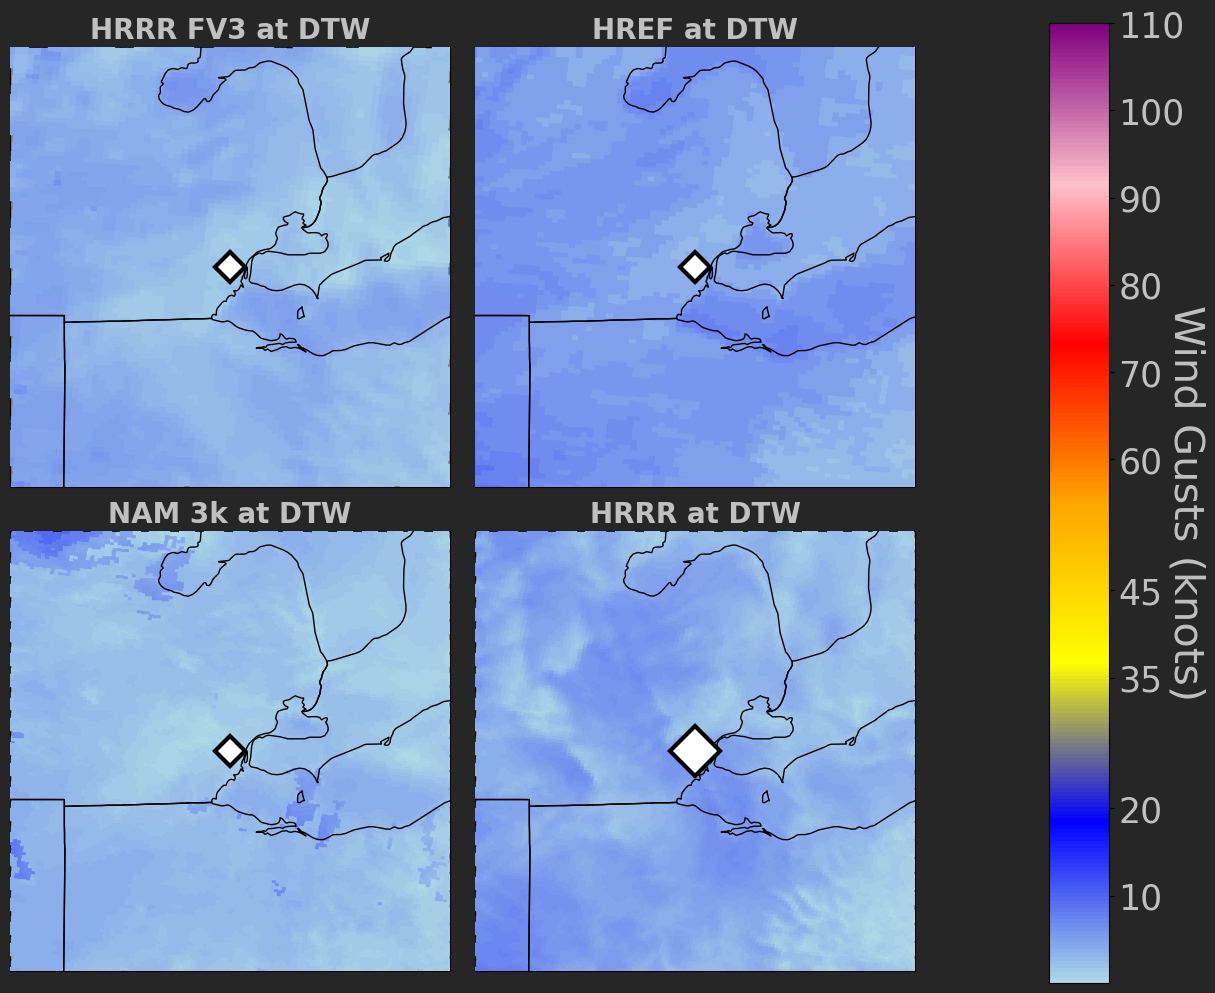 HRRR FV3 at DTW
HREF at DTW
NAM 3k at DTW
HRRR at DTW
110
100
90
80
70
60
45
35
20
10
Wind Gusts (knots)